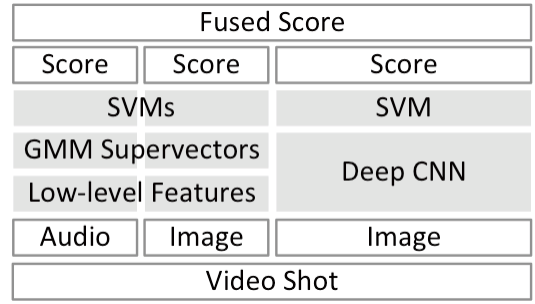 Fused Score
Score Score Score
SVMs SVM
GMM Supervectors
Deep CNN
Low-level Features
Audio Image Image
Video Shot